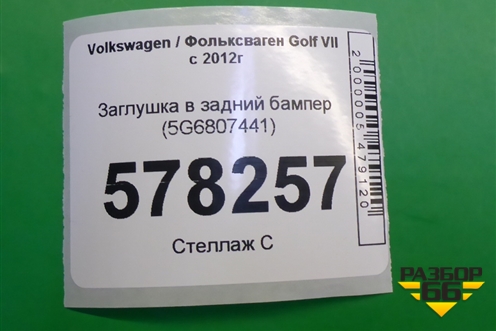 Volkswagen / Фольксваген Golf VII
с 2012г
Заглушка в задний бампер
(5G6807441)
578257
Стеллаж С
2000005479120
РАЗБОР
66